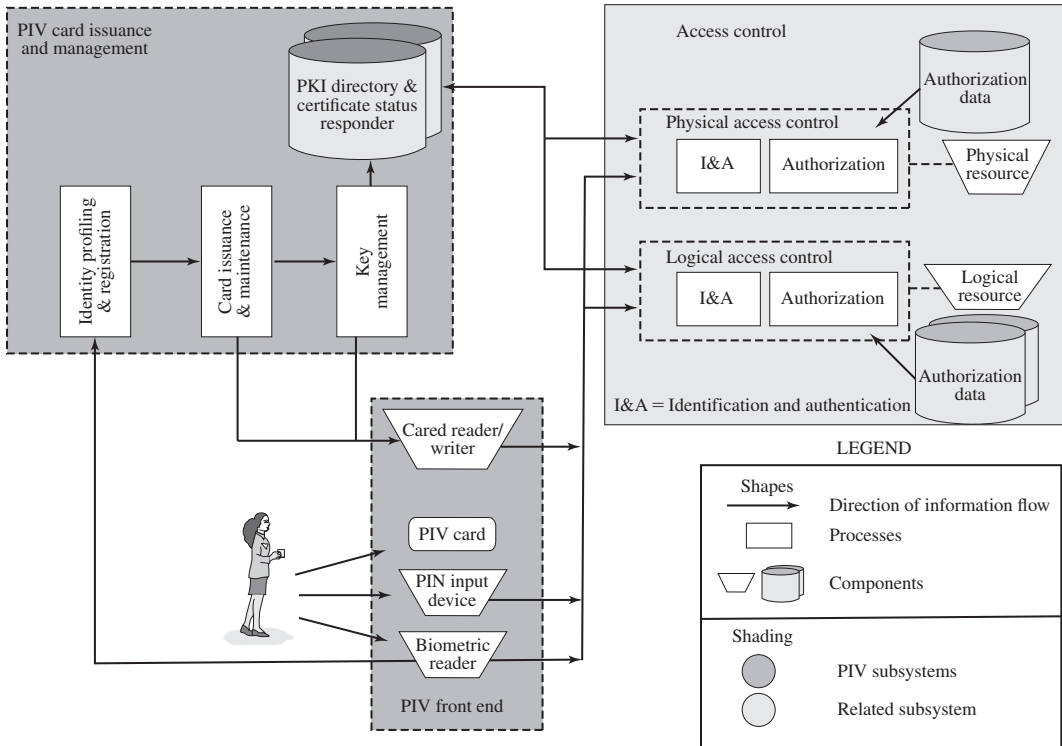 PIV card issuance
and management
PKI directory &
certificate status
responder
Identity profiling
& registration
Card issuance
& maintenance
Key
management
Access control
Authorization
data
Physical access control
I&A
Authorization
Physical
resource
Logical access control
I&A
Authorization
Logical
resource
Authorization
data
I&A = Identification and authentication
Cared reader/
writer
PIV card
PIN input
device
Biometric
reader
PIV front end
LEGEND
Shapes
Direction of information flow
Processes
Components
Shading
PIV subsystems
Related subsystem